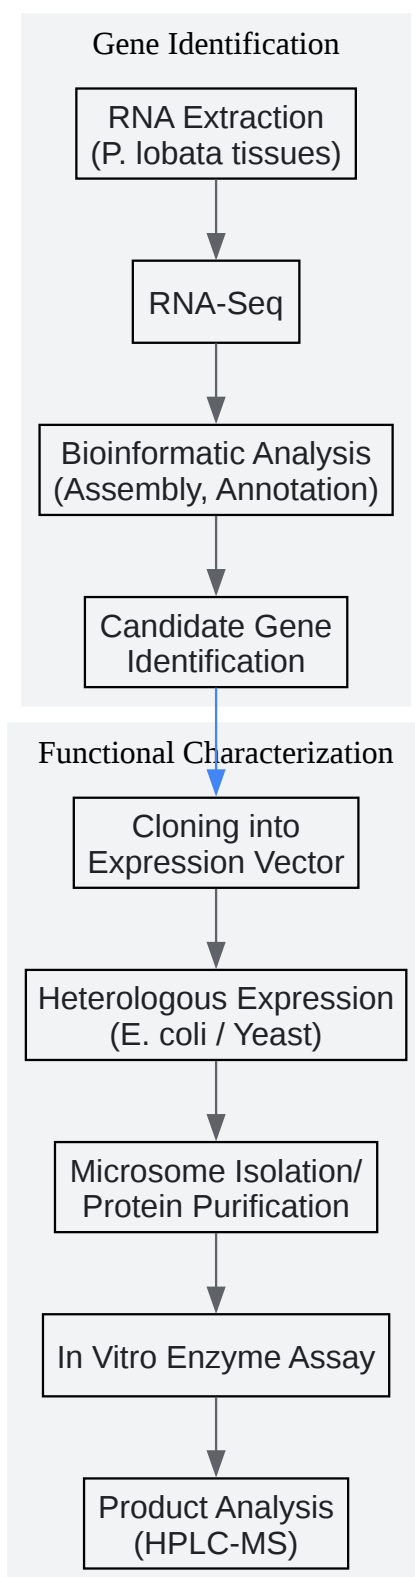 Gene Identification
RNA Extraction
(P. lobata tissues)
RNA-Seq
Bioinformatic Analysis
(Assembly, Annotation)
Candidate Gene
Identification
Functional Characterization
Cloning into
Expression Vector
Heterologous Expression
(E. coli / Yeast)
Microsome Isolation/
Protein Purification
In Vitro Enzyme Assay
Product Analysis
(HPLC-MS)